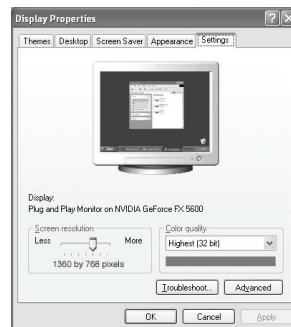 Display Properties
Themes Desktop Screen Saver Appearance Settings
Display:
Plug and Play Monitor on NVIDIA GeForce FX 5600
Screen resolution
Less More
1360 by 768 pixels
Color quality
Highest (32 bit)
Troubleshoot... Advanced
OK Cancel Apply